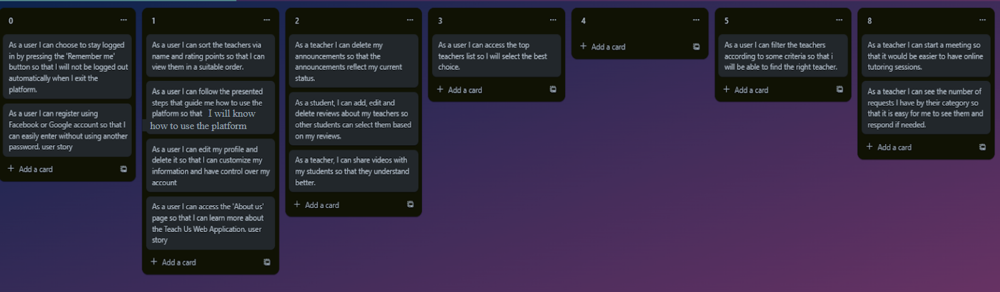 0
As a user I can choose to stay logged
in by pressing the 'Remember me'
button so that I will not be logged out
automatically when I exit the
platform.
As a user I can register using
Facebook or Google account so that I
can easily enter without using another
password. user story
+ Add a card
1
As a user I can sort the teachers via
name and rating points so that I can
view them in a suitable order.
As a user I can follow the presented
steps that guide me how to use the
platform so that I will know
how to use the platform
As a user I can edit my profile and
delete it so that I can customize my
information and have control over my
account
As a user I can access the 'About us'
page so that I can learn more about
the Teach Us Web Application. user
story
+ Add a card
2
As a teacher I can delete my
announcements so that the
announcements reflect my current
status.
As a student, I can add, edit and
delete reviews about my teachers so
other students can select them based
on my reviews.
As a teacher, I can share videos with
my students so that they understand
better.
+ Add a card
3
As a user I can access the top
teachers list so I will select the best
choice.
+ Add a card
4
+ Add a card
5
As a user I can filter the teachers
according to some criteria so that i
will be able to find the right teacher.
+ Add a card
8
As a teacher I can start a meeting so
that it would be easier to have online
tutoring sessions.
As a teacher I can see the number of
requests I have by their category so
that it is easy for me to see them and
respond if needed.
+ Add a card